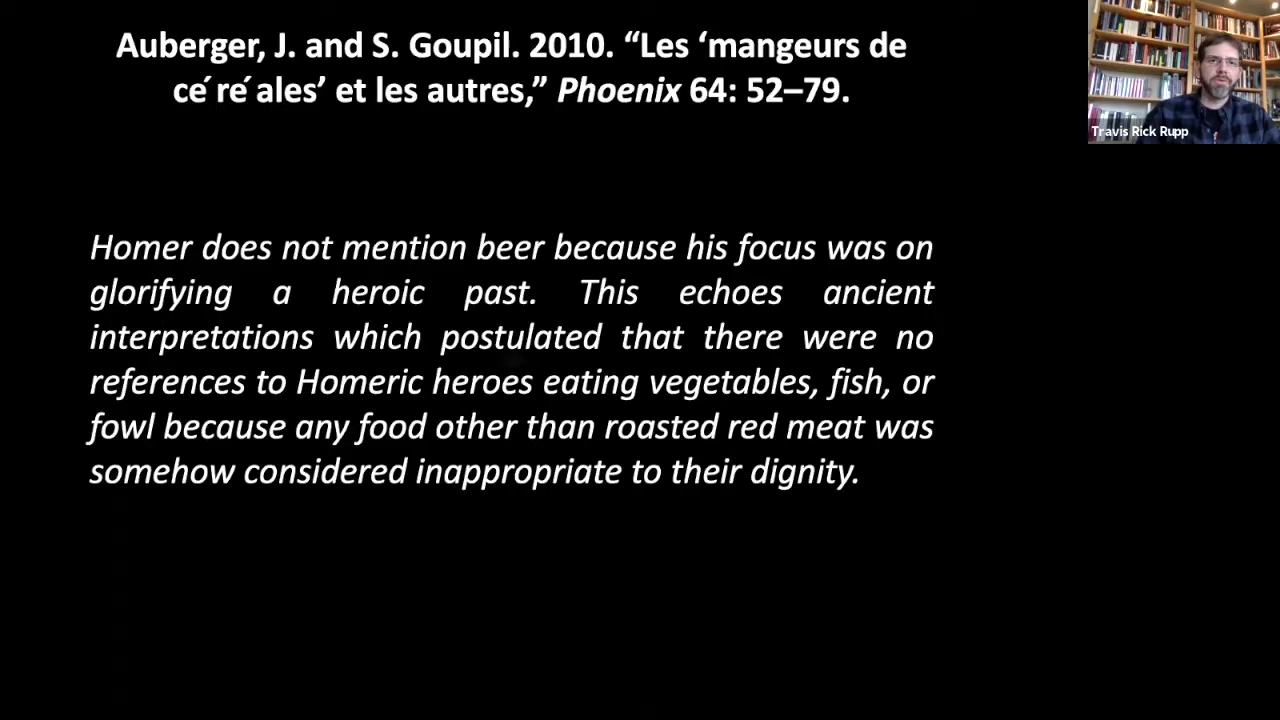 Auberger, J. and S. Goupil. 2010. “Les ‘mangeurs de
cé ré ales’ et les autres,” Phoenix 64: 52–79.
Travis Rick Rupp
Homer does not mention beer because his focus was on
glorifying a heroic past. This echoes ancient
interpretations which postulated that there were no
references to Homeric heroes eating vegetables, fish, or
fowl because any food other than roasted red meat was
somehow considered inappropriate to their dignity.